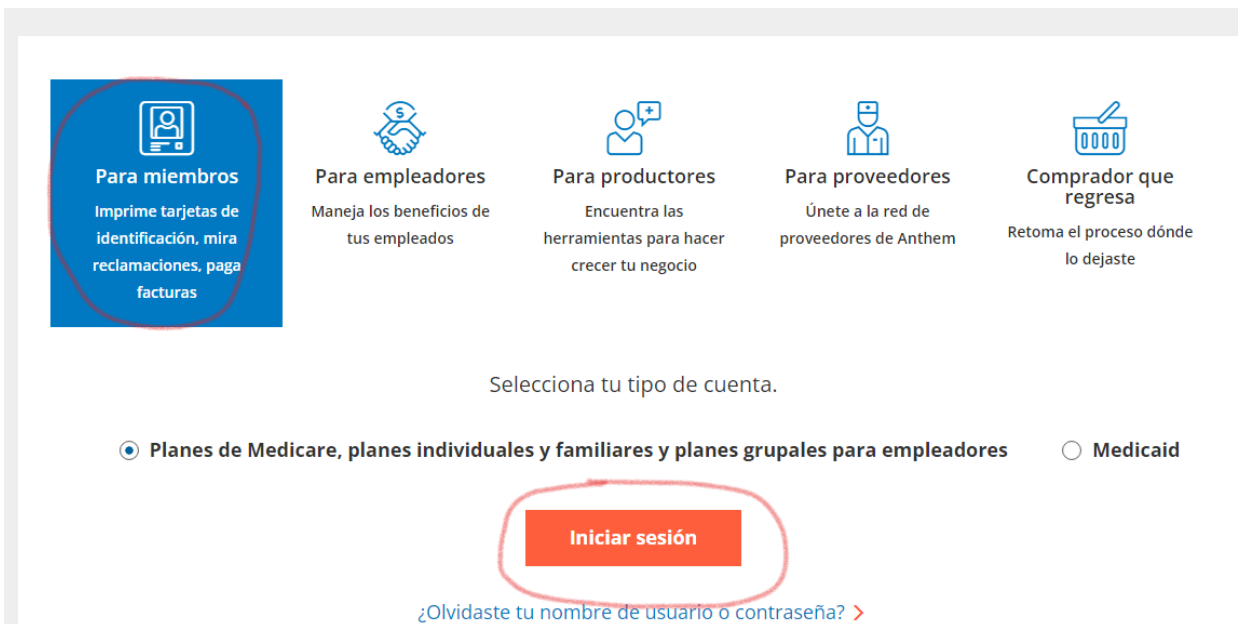 Para miembros
Imprime tarjetas de
identificación, mira
reclamaciones, paga
facturas
Para empleadores
Maneja los beneficios de
tus empleados
Para productores
Encuentra las
herramientas para hacer
crecer tu negocio
Para proveedores
Únete a la red de
proveedores de Anthem
Comprador que
regresa
Retoma el proceso dónde
lo dejaste
Selecciona tu tipo de cuenta.
Planes de Medicare, planes individuales y familiares y planes grupales para empleadores
Medicaid
Iniciar sesión
¿Olvidaste tu nombre de usuario o contraseña? >